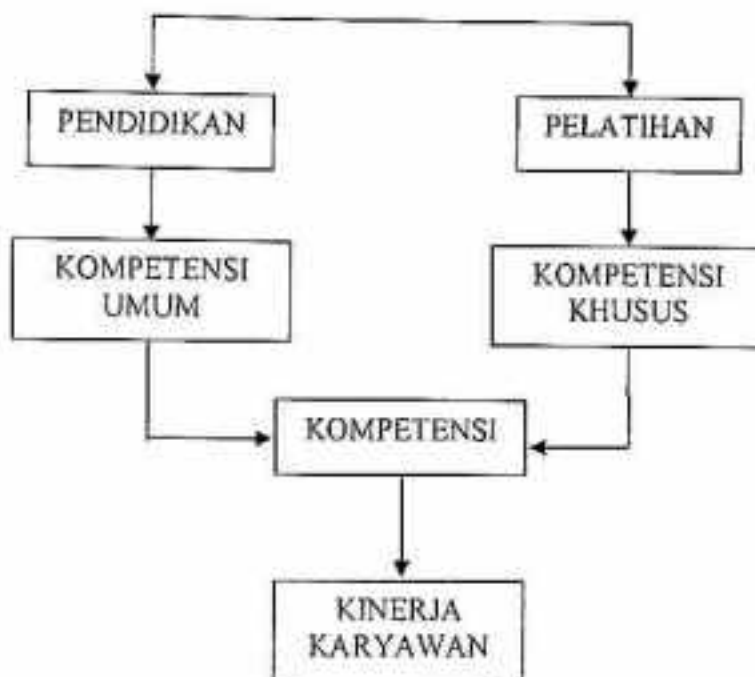 PENDIDIKAN
PELATIHAN
KOMPETENSI
UMUM
KOMPETENSI
KHUSUS
KOMPETENSI
KINERJA
KARYAWAN